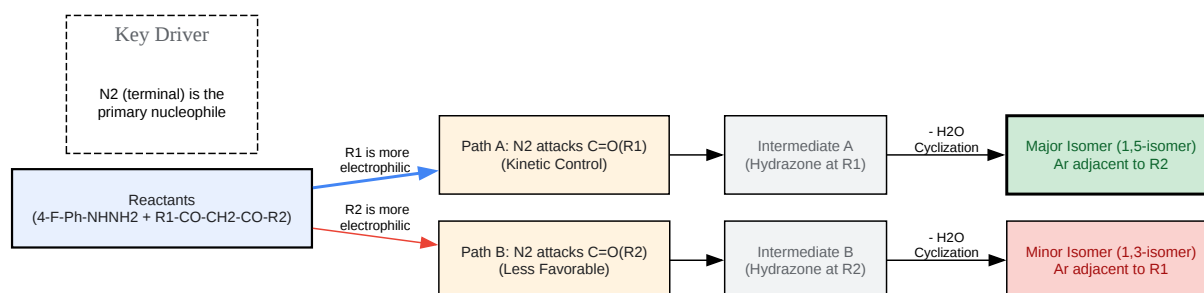 Key Driver
N2 (terminal) is the
primary nucleophile
Reactants
(4-F-Ph-NHNH2 + R1-CO-CH2-CO-R2)
R1 is more
electrophilic
R2 is more
electrophilic
Path A: N2 attacks C=O(R1)
(Kinetic Control)
Intermediate A
(Hydrazone at R1)
- H2O
Cyclization
Major Isomer (1,5-isomer)
Ar adjacent to R2
Path B: N2 attacks C=O(R2)
(Less Favorable)
Intermediate B
(Hydrazone at R2)
- H2O
Cyclization
Minor Isomer (1,3-isomer)
Ar adjacent to R1